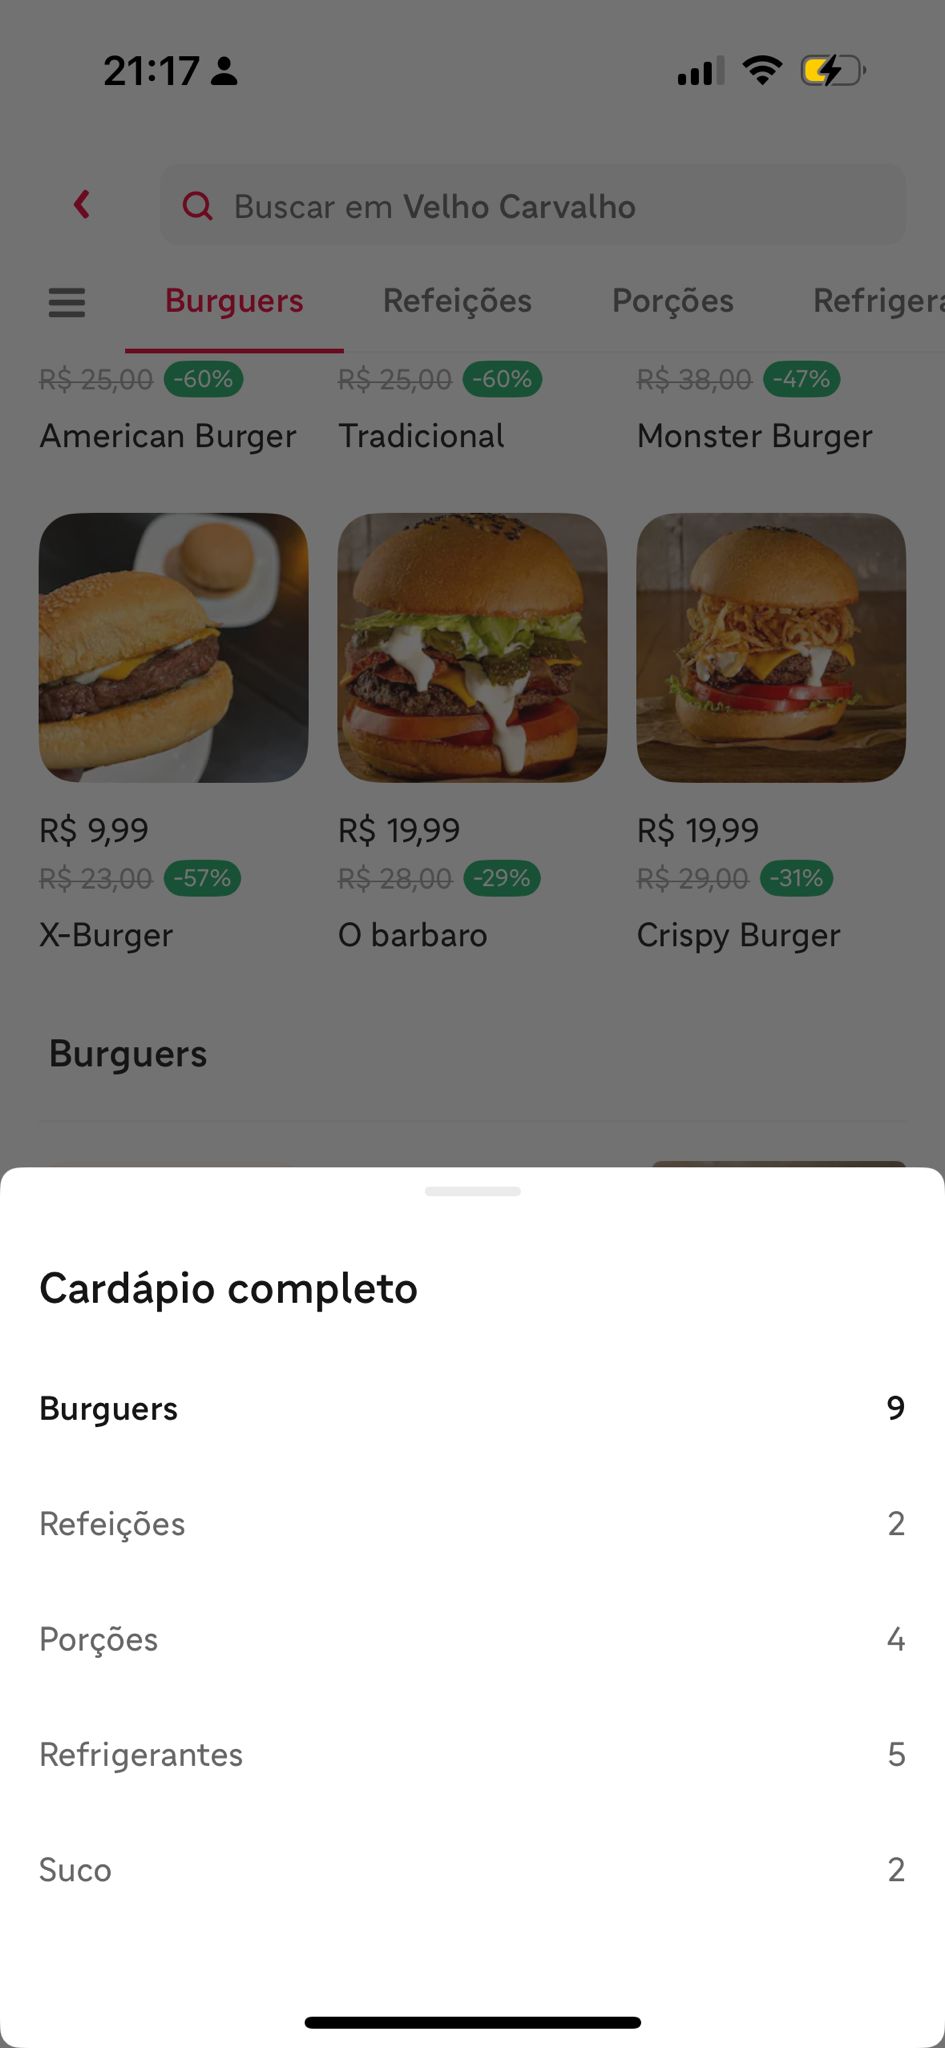 21:17
Buscar em Velho Carvalho
Burguers Refeições Porções Refrigera
R$ 25,00 -60% R$ 25,00 -60% R$ 38,00 -47%
American Burger Tradicional Monster Burger
R$ 9,99 R$ 19,99 R$ 19,99
R$ 23,00 -57% R$ 28,00 -29% R$ 29,00 -31%
X-Burger O barbaro Crispy Burger
Burguers
Cardápio completo
Burguers 9
Refeições 2
Porções 4
Refrigerantes 5
Suco 2